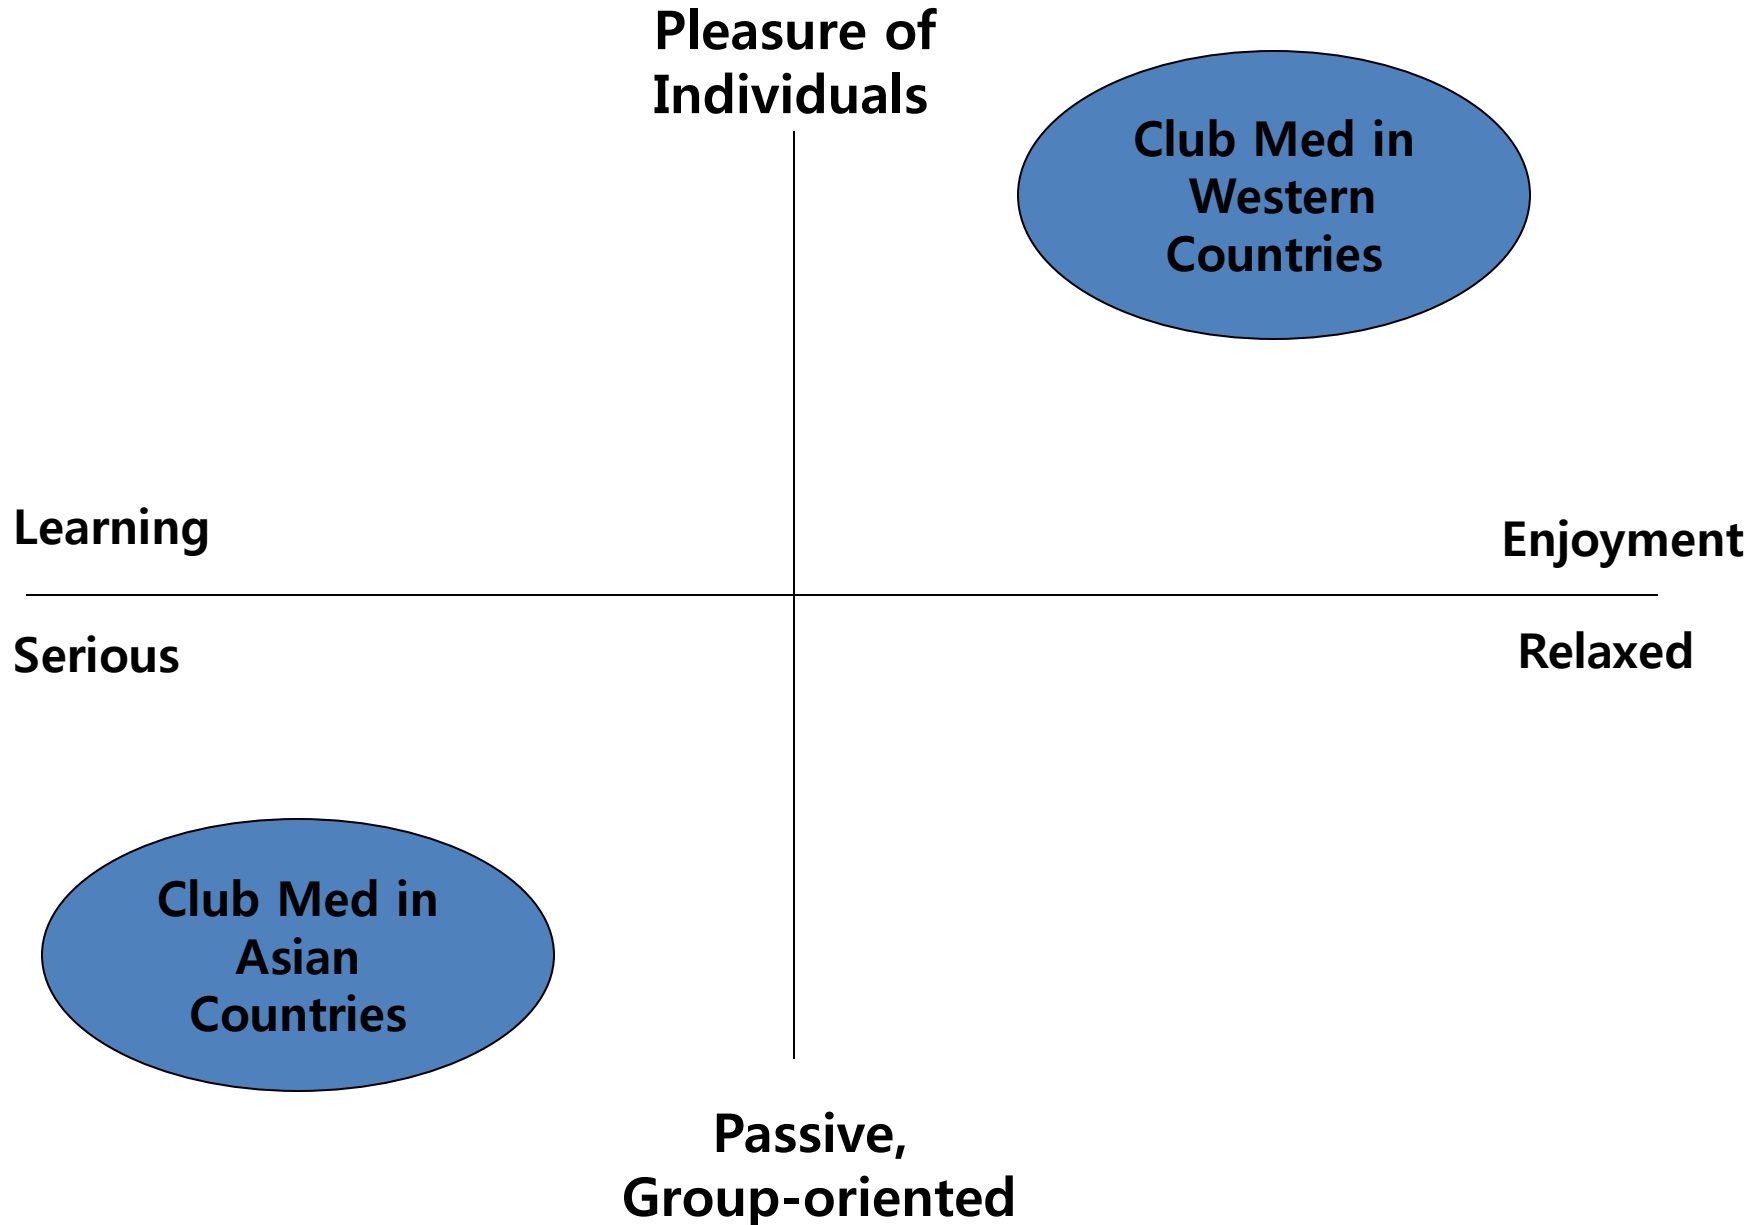 Pleasure of
Individuals
Club Med in
Western
Countries
Learning
Enjoyment
Serious
Relaxed
Club Med in
Asian
Countries
Passive,
Group-oriented